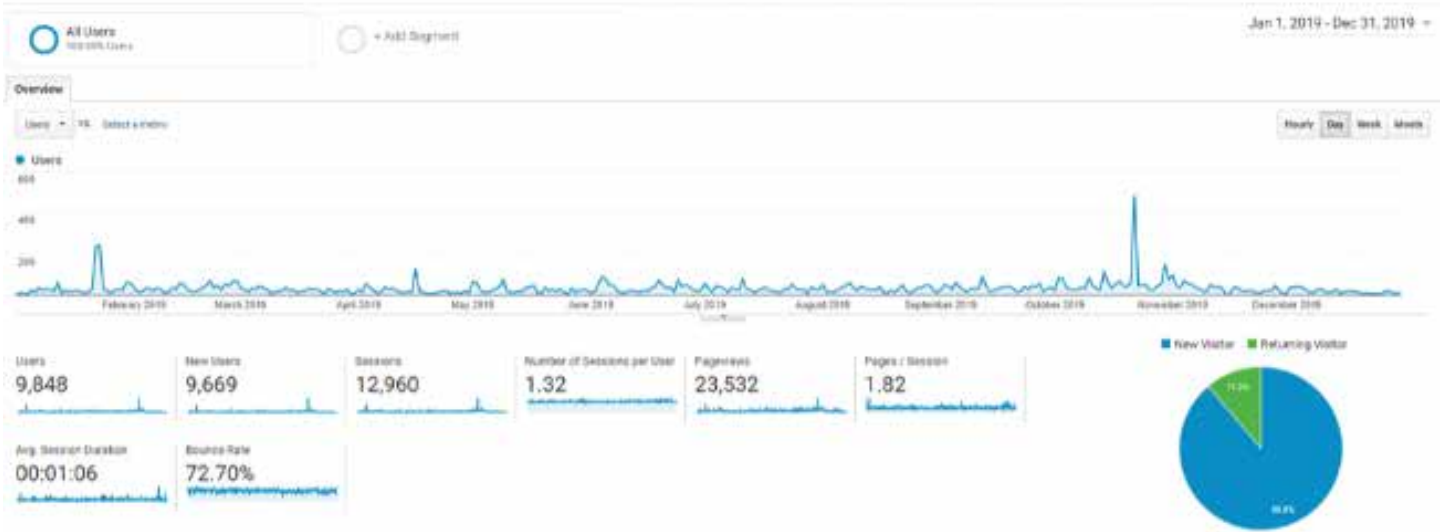 All Users
Users
+ Add Segment
Jan 1, 2019 - Dec 31, 2019
Overview
Users
VS.
Select a metric
Hourly
Day
Week
Month
Users
600
400
200
February 2019
March 2019
April 2019
May 2019
June 2019
July 2019
August 2019
September 2019
October 2019
November 2019
December 2019
New Visitor
Returning Visitor
Users
9,848
New Users
9,669
Sessions
12,960
Number of Sessions per User
1.32
Pageviews
23,532
Pages / Session
1.82
Avg. Session Duration
00:01:06
Bounce Rate
72.70%